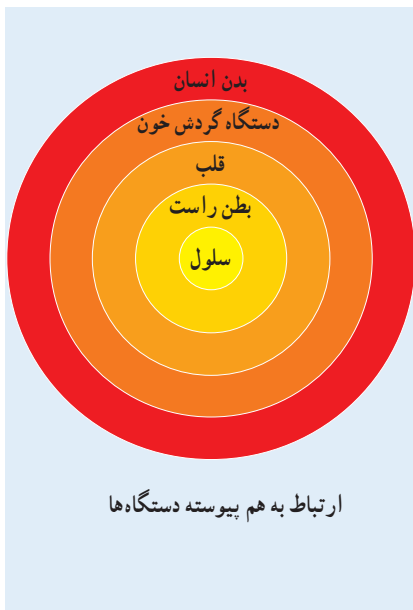 بدن انسان
دستگاه گردش خون
قلب
بطن راست
سلول
ارتباط به هم پیوسته دستگاه‌ها